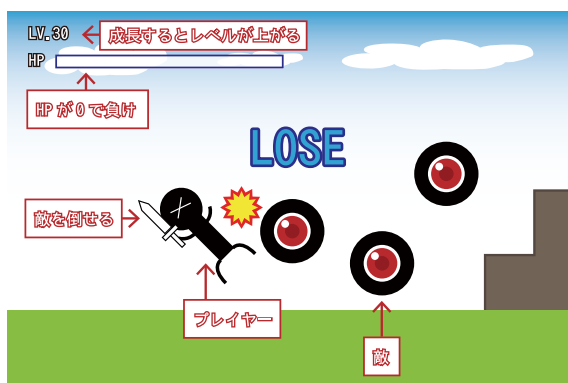 LV.30
成長するとレベルが上がる
HP
HPが0で負け
LOSE
敵を倒せる
プレイヤー
敵